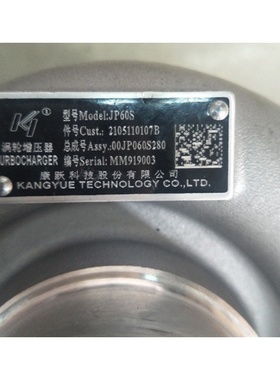 型号Model:JP60S
件号Cust.:2105110107B
涡轮增压器 总成号Assy.:00JP060S280
TURBOCHARGER 编号Serial:MM919003
康跃科技股份有限公司
KANGYUE TECHNOLOGY CO.,LTD.